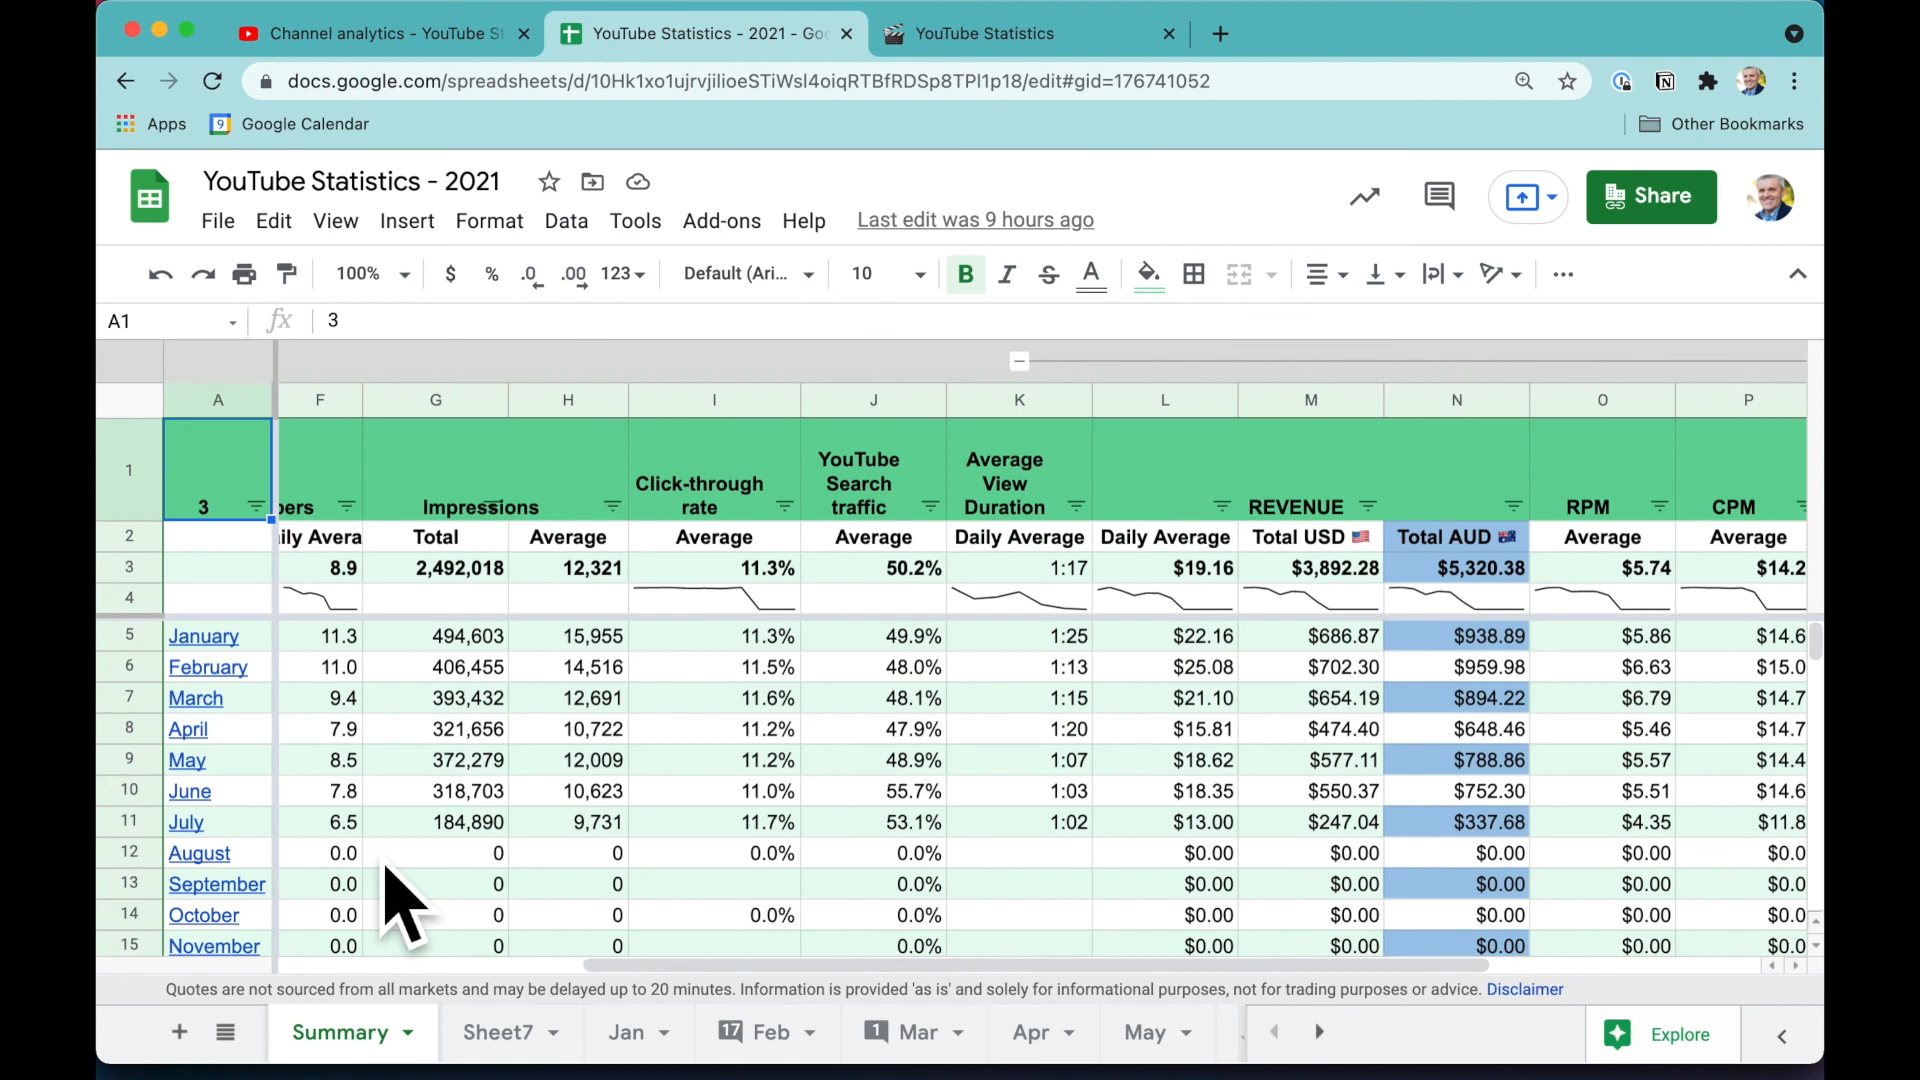 Channel analytics - YouTube St
YouTube Statistics - 2021 - Goo
YouTube Statistics
docs.google.com/spreadsheets/d/10Hk1xo1ujrvjilioeSTiWsl4oiqRTBfRDSp8TPl1p18/edit#gid=176741052
Apps
9 Google Calendar
Other Bookmarks
YouTube Statistics - 2021
File Edit View Insert Format Data Tools Add-ons Help Last edit was 9 hours ago
Share
100% $ % .0 .00 123 Default (Ari... 10 B I S A
A1 fx 3
A F G H I J K L M N O P
1 3 bers Impressions Click-through rate YouTube Search traffic Average View Duration REVENUE RPM CPM
2 ily Avera Total Average Average Average Daily Average Daily Average Total USD Total AUD Average Average
3 8.9 2,492,018 12,321 11.3% 50.2% 1:17 $19.16 $3,892.28 $5,320.38 $5.74 $14.2
4
5 January 11.3 494,603 15,955 11.3% 49.9% 1:25 $22.16 $686.87 $938.89 $5.86 $14.6
6 February 11.0 406,455 14,516 11.5% 48.0% 1:13 $25.08 $702.30 $959.98 $6.63 $15.0
7 March 9.4 393,432 12,691 11.6% 48.1% 1:15 $21.10 $654.19 $894.22 $6.79 $14.7
8 April 7.9 321,656 10,722 11.2% 47.9% 1:20 $15.81 $474.40 $648.46 $5.46 $14.7
9 May 8.5 372,279 12,009 11.2% 48.9% 1:07 $18.62 $577.11 $788.86 $5.57 $14.4
10 June 7.8 318,703 10,623 11.0% 55.7% 1:03 $18.35 $550.37 $752.30 $5.51 $14.6
11 July 6.5 184,890 9,731 11.7% 53.1% 1:02 $13.00 $247.04 $337.68 $4.35 $11.8
12 August 0.0 0 0 0.0% 0.0% $0.00 $0.00 $0.00 $0.00 $0.0
13 September 0.0 0 0 0.0% $0.00 $0.00 $0.00 $0.00 $0.0
14 October 0.0 0 0 0.0% 0.0% $0.00 $0.00 $0.00 $0.00 $0.0
15 November 0.0 0 0 0.0% $0.00 $0.00 $0.00 $0.00 $0.0
Quotes are not sourced from all markets and may be delayed up to 20 minutes. Information is provided 'as is' and solely for informational purposes, not for trading purposes or advice. Disclaimer
+ Summary Sheet7 Jan 17 Feb 1 Mar Apr May Explore